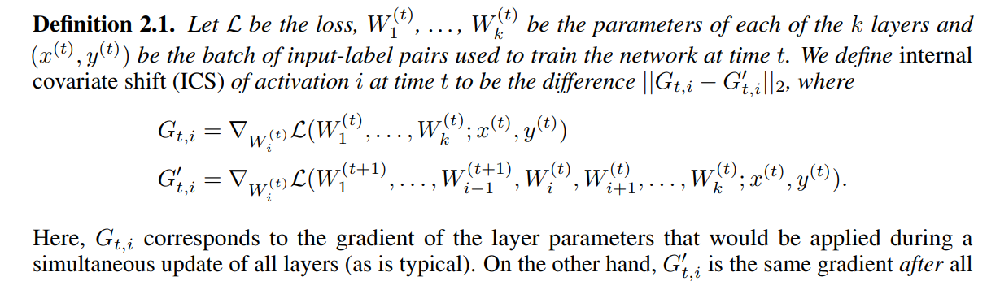 Definition 2.1. Let $\mathcal{L}$ be the loss, $W_1^{(t)}, \ldots, W_k^{(t)}$ be the parameters of each of the k layers and
$(x^{(t)}, y^{(t)})$ be the batch of input-label pairs used to train the network at time t. We define internal
covariate shift (ICS) of activation i at time t to be the difference $||G_{t,i} - G'_{t,i}||_2$, where
$G_{t,i} = \nabla_{W_i^{(t)}} \mathcal{L}(W_1^{(t)}, \ldots, W_k^{(t)}; x^{(t)}, y^{(t)})$
$G'_{t,i} = \nabla_{W_i^{(t)}} \mathcal{L}(W_1^{(t+1)}, \ldots, W_{i-1}^{(t+1)}, W_i^{(t)}, W_{i+1}^{(t)}, \ldots, W_k^{(t)}; x^{(t)}, y^{(t)}).$
Here, $G_{t,i}$ corresponds to the gradient of the layer parameters that would be applied during a
simultaneous update of all layers (as is typical). On the other hand, $G'_{t,i}$ is the same gradient after all